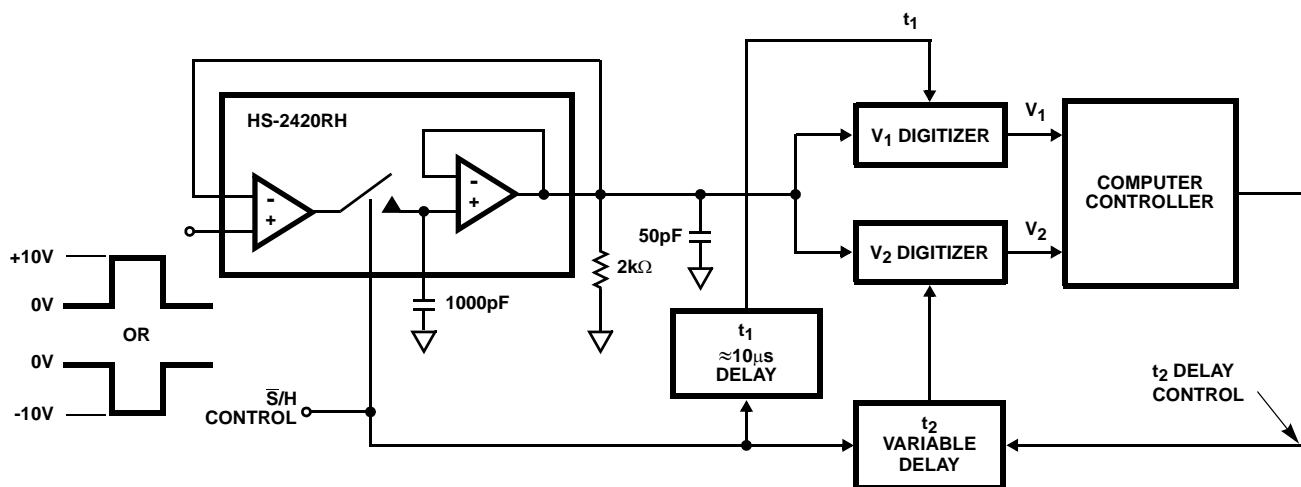 t1
HS-2420RH
-
+
-
+
V1 DIGITIZER
V1
COMPUTER
CONTROLLER
V2 DIGITIZER
V2
50pF
2kΩ
1000pF
+10V
0V
OR
0V
-10V
S̅/H
CONTROL
t1
≈10μs
DELAY
t2
VARIABLE
DELAY
t2 DELAY
CONTROL